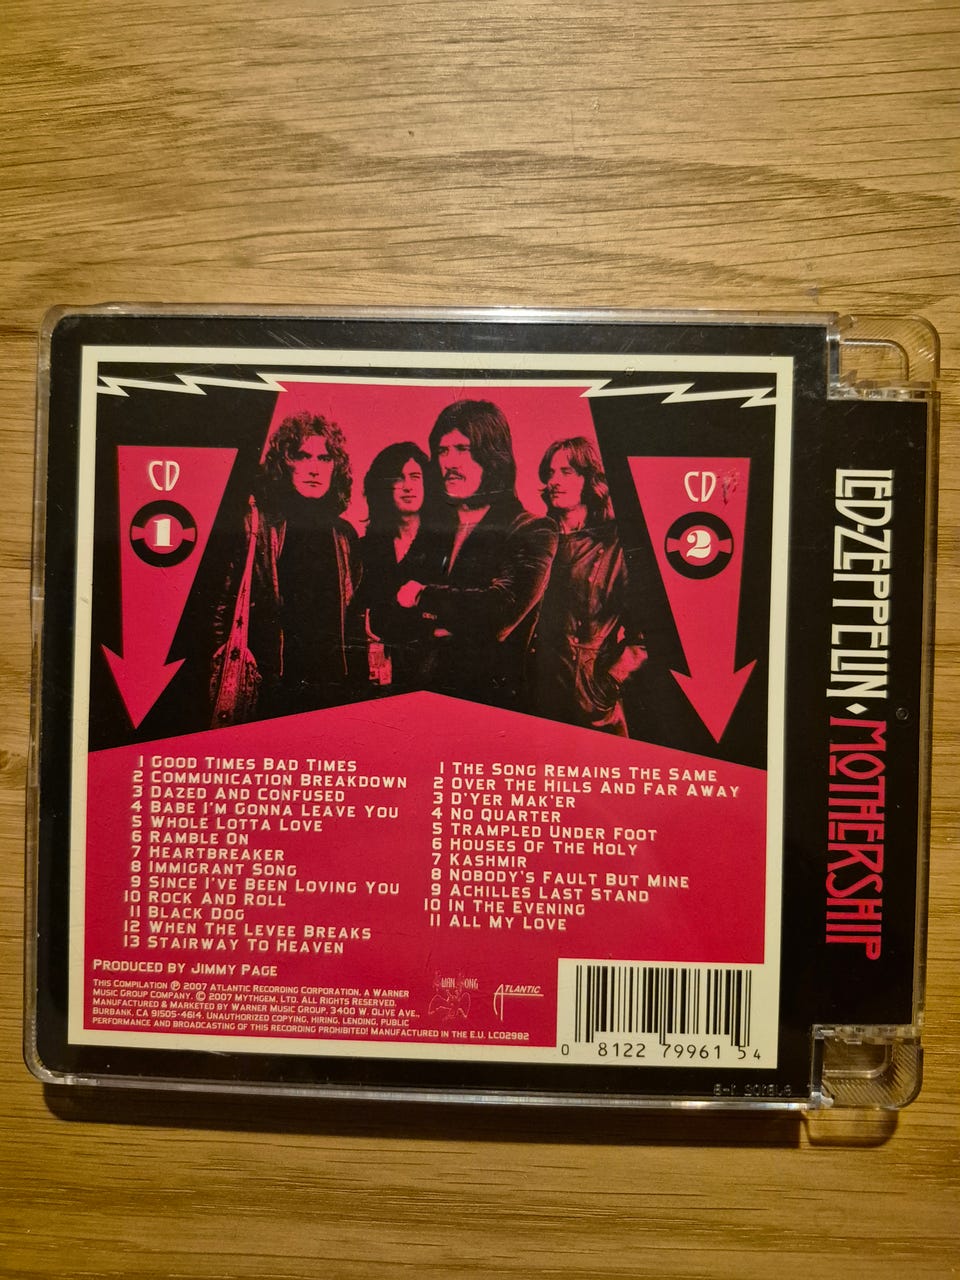 CD
1
CD
2
LED·ZEPPELIN · MOTHERSHIP
1 GOOD TIMES BAD TIMES
2 COMMUNICATION BREAKDOWN
3 DAZED AND CONFUSED
4 BABE I'M GONNA LEAVE YOU
5 WHOLE LOTTA LOVE
6 RAMBLE ON
7 HEARTBREAKER
8 IMMIGRANT SONG
9 SINCE I'VE BEEN LOVING YOU
10 ROCK AND ROLL
11 BLACK DOG
12 WHEN THE LEVEE BREAKS
13 STAIRWAY TO HEAVEN
1 THE SONG REMAINS THE SAME
2 OVER THE HILLS AND FAR AWAY
3 D'YER MAK'ER
4 NO QUARTER
5 TRAMPLED UNDER FOOT
6 HOUSES OF THE HOLY
7 KASHMIR
8 NOBODY'S FAULT BUT MINE
9 ACHILLES LAST STAND
10 IN THE EVENING
11 ALL MY LOVE
PRODUCED BY JIMMY PAGE
THIS COMPILATION ℗ 2007 ATLANTIC RECORDING CORPORATION, A WARNER
MUSIC GROUP COMPANY. © 2007 MYTHGEM, LTD. ALL RIGHTS RESERVED.
MANUFACTURED & MARKETED BY WARNER MUSIC GROUP, 3400 W. OLIVE AVE.,
BURBANK, CA 91505-4614. UNAUTHORIZED COPYING, HIRING, LENDING, PUBLIC
PERFORMANCE AND BROADCASTING OF THIS RECORDING PROHIBITED! MANUFACTURED IN THE E.U. LC02982
SWAN SONG
ATLANTIC
0 8122 79961 5 4